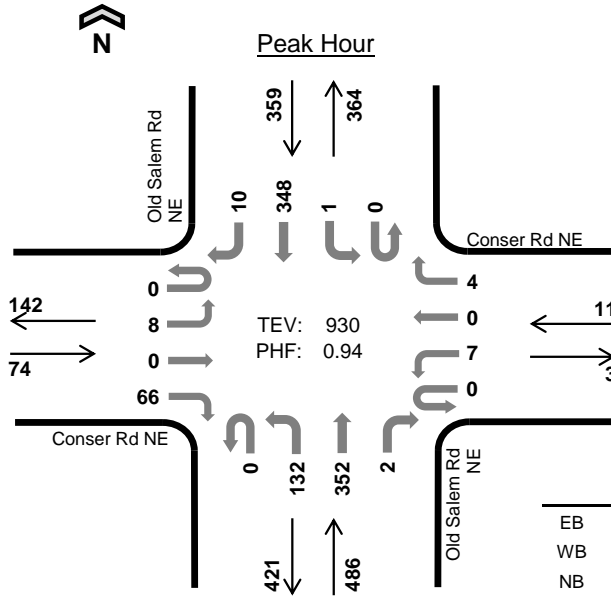 N
Peak Hour
359
364
Old Salem Rd
NE
10
348
1
0
Conser Rd NE
0
4
142
8
TEV: 930
0
11
PHF: 0.94
74
0
7
3
66
0
Conser Rd NE
0
132
352
2
Old Salem Rd
NE
421
486
EB
WB
NB